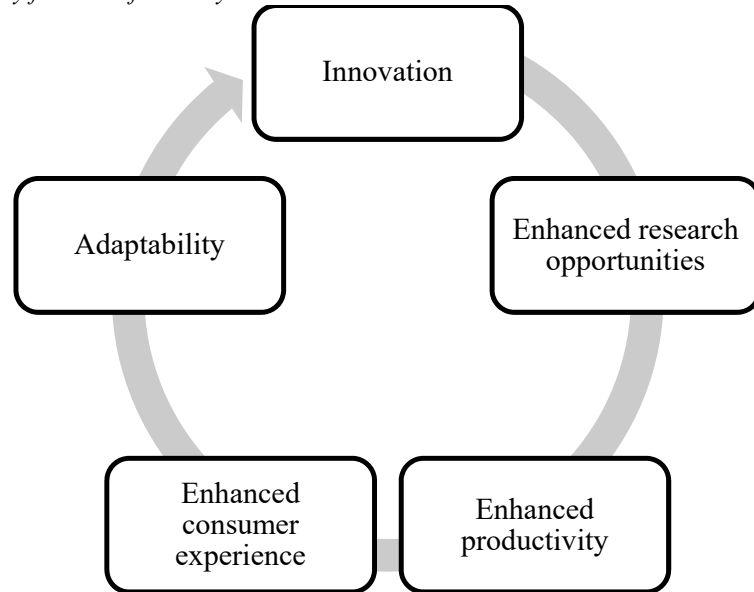 Innovation
Enhanced research
opportunities
Enhanced
productivity
Enhanced
consumer
experience
Adaptability